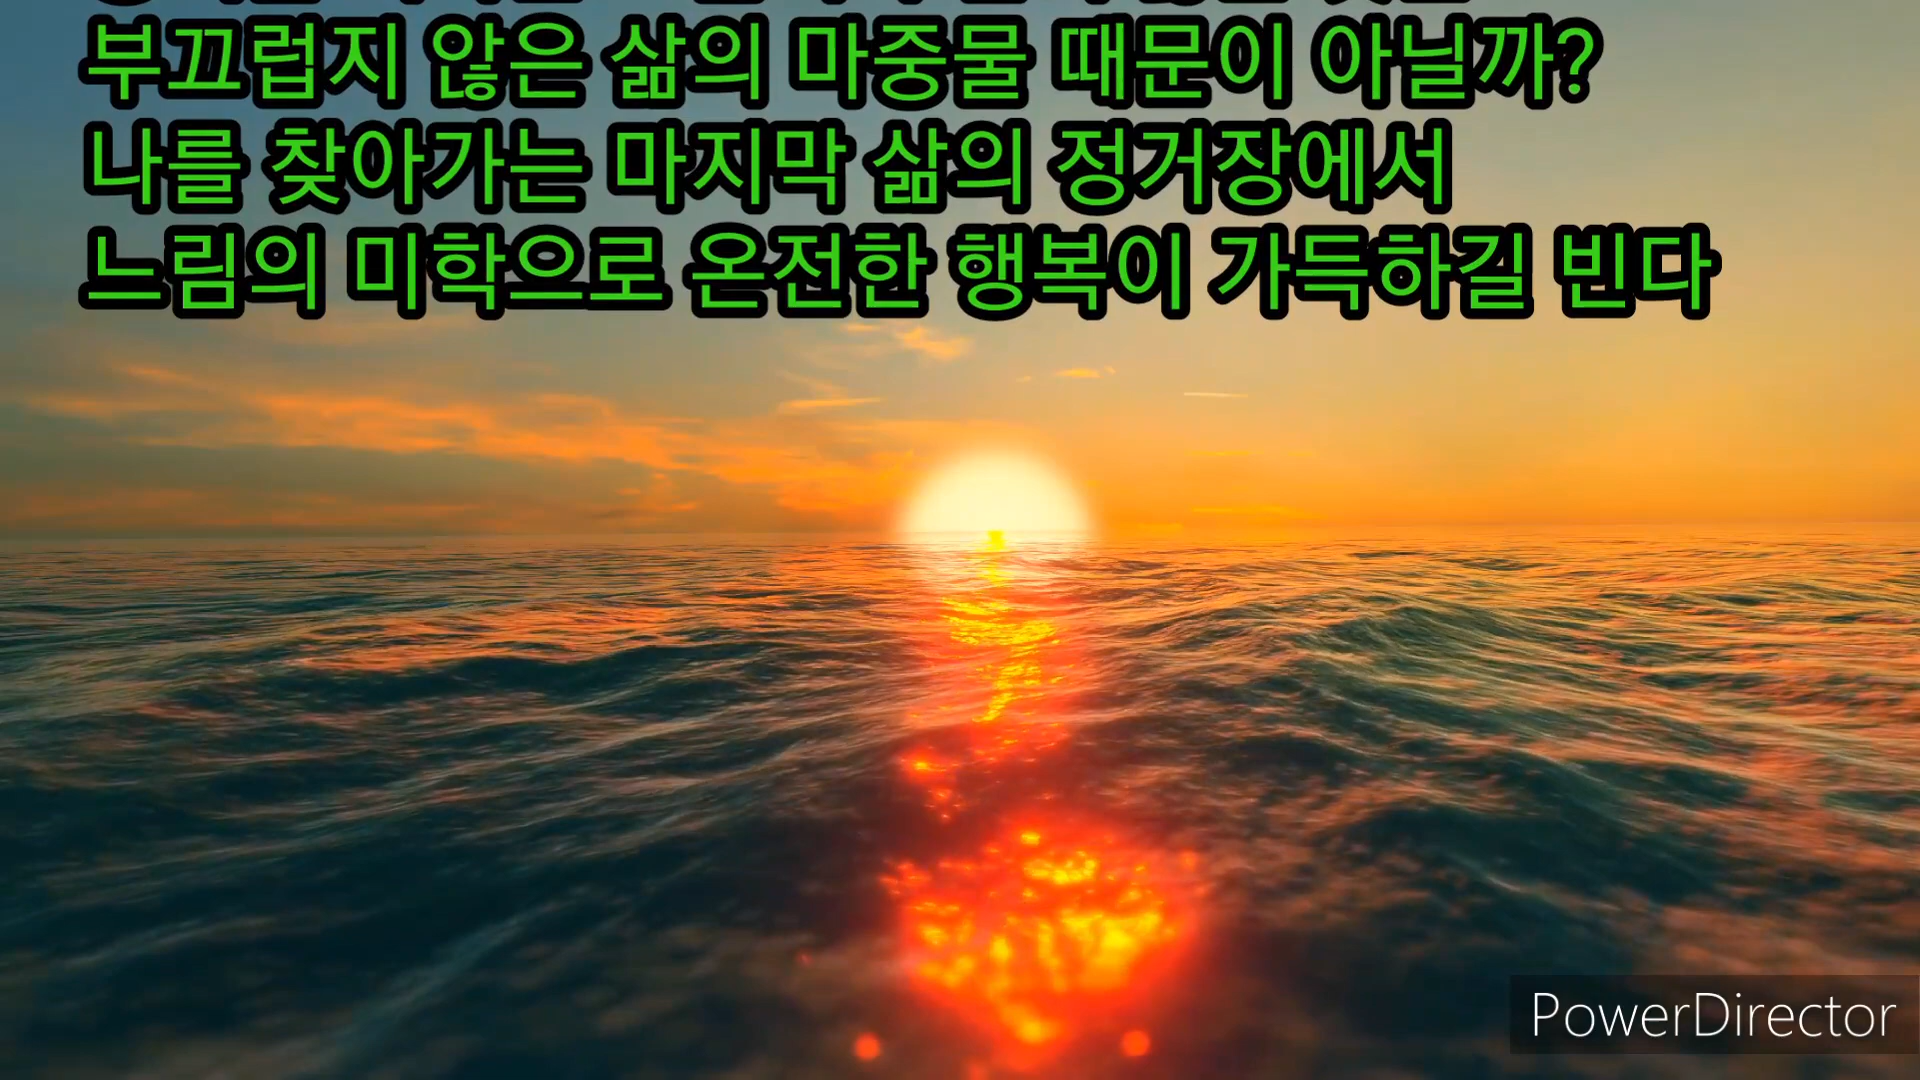 부끄럽지 않은 삶의 마중물 때문이 아닐까?
나를 찾아가는 마지막 삶의 정거장에서
느림의 미학으로 온전한 행복이 가득하길 빈다
PowerDirector